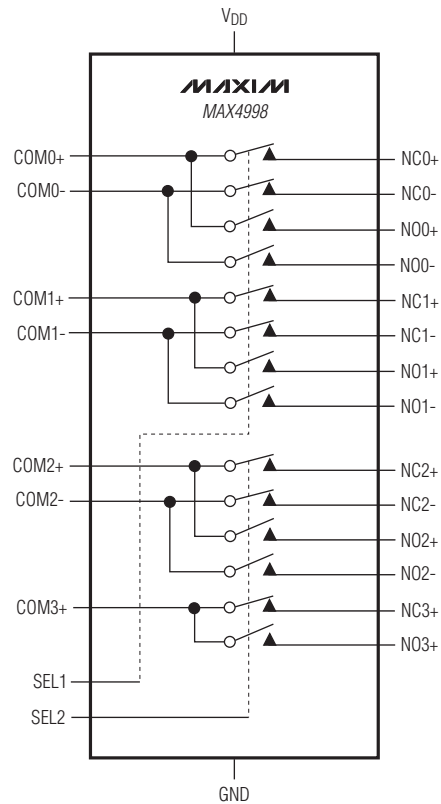 VDD
MAXIM
MAX4998
COM0+
NC0+
COM0-
NC0-
NO0+
NO0-
COM1+
NC1+
COM1-
NC1-
NO1+
NO1-
COM2+
NC2+
COM2-
NC2-
NO2+
NO2-
COM3+
NC3+
NO3+
SEL1
SEL2
GND